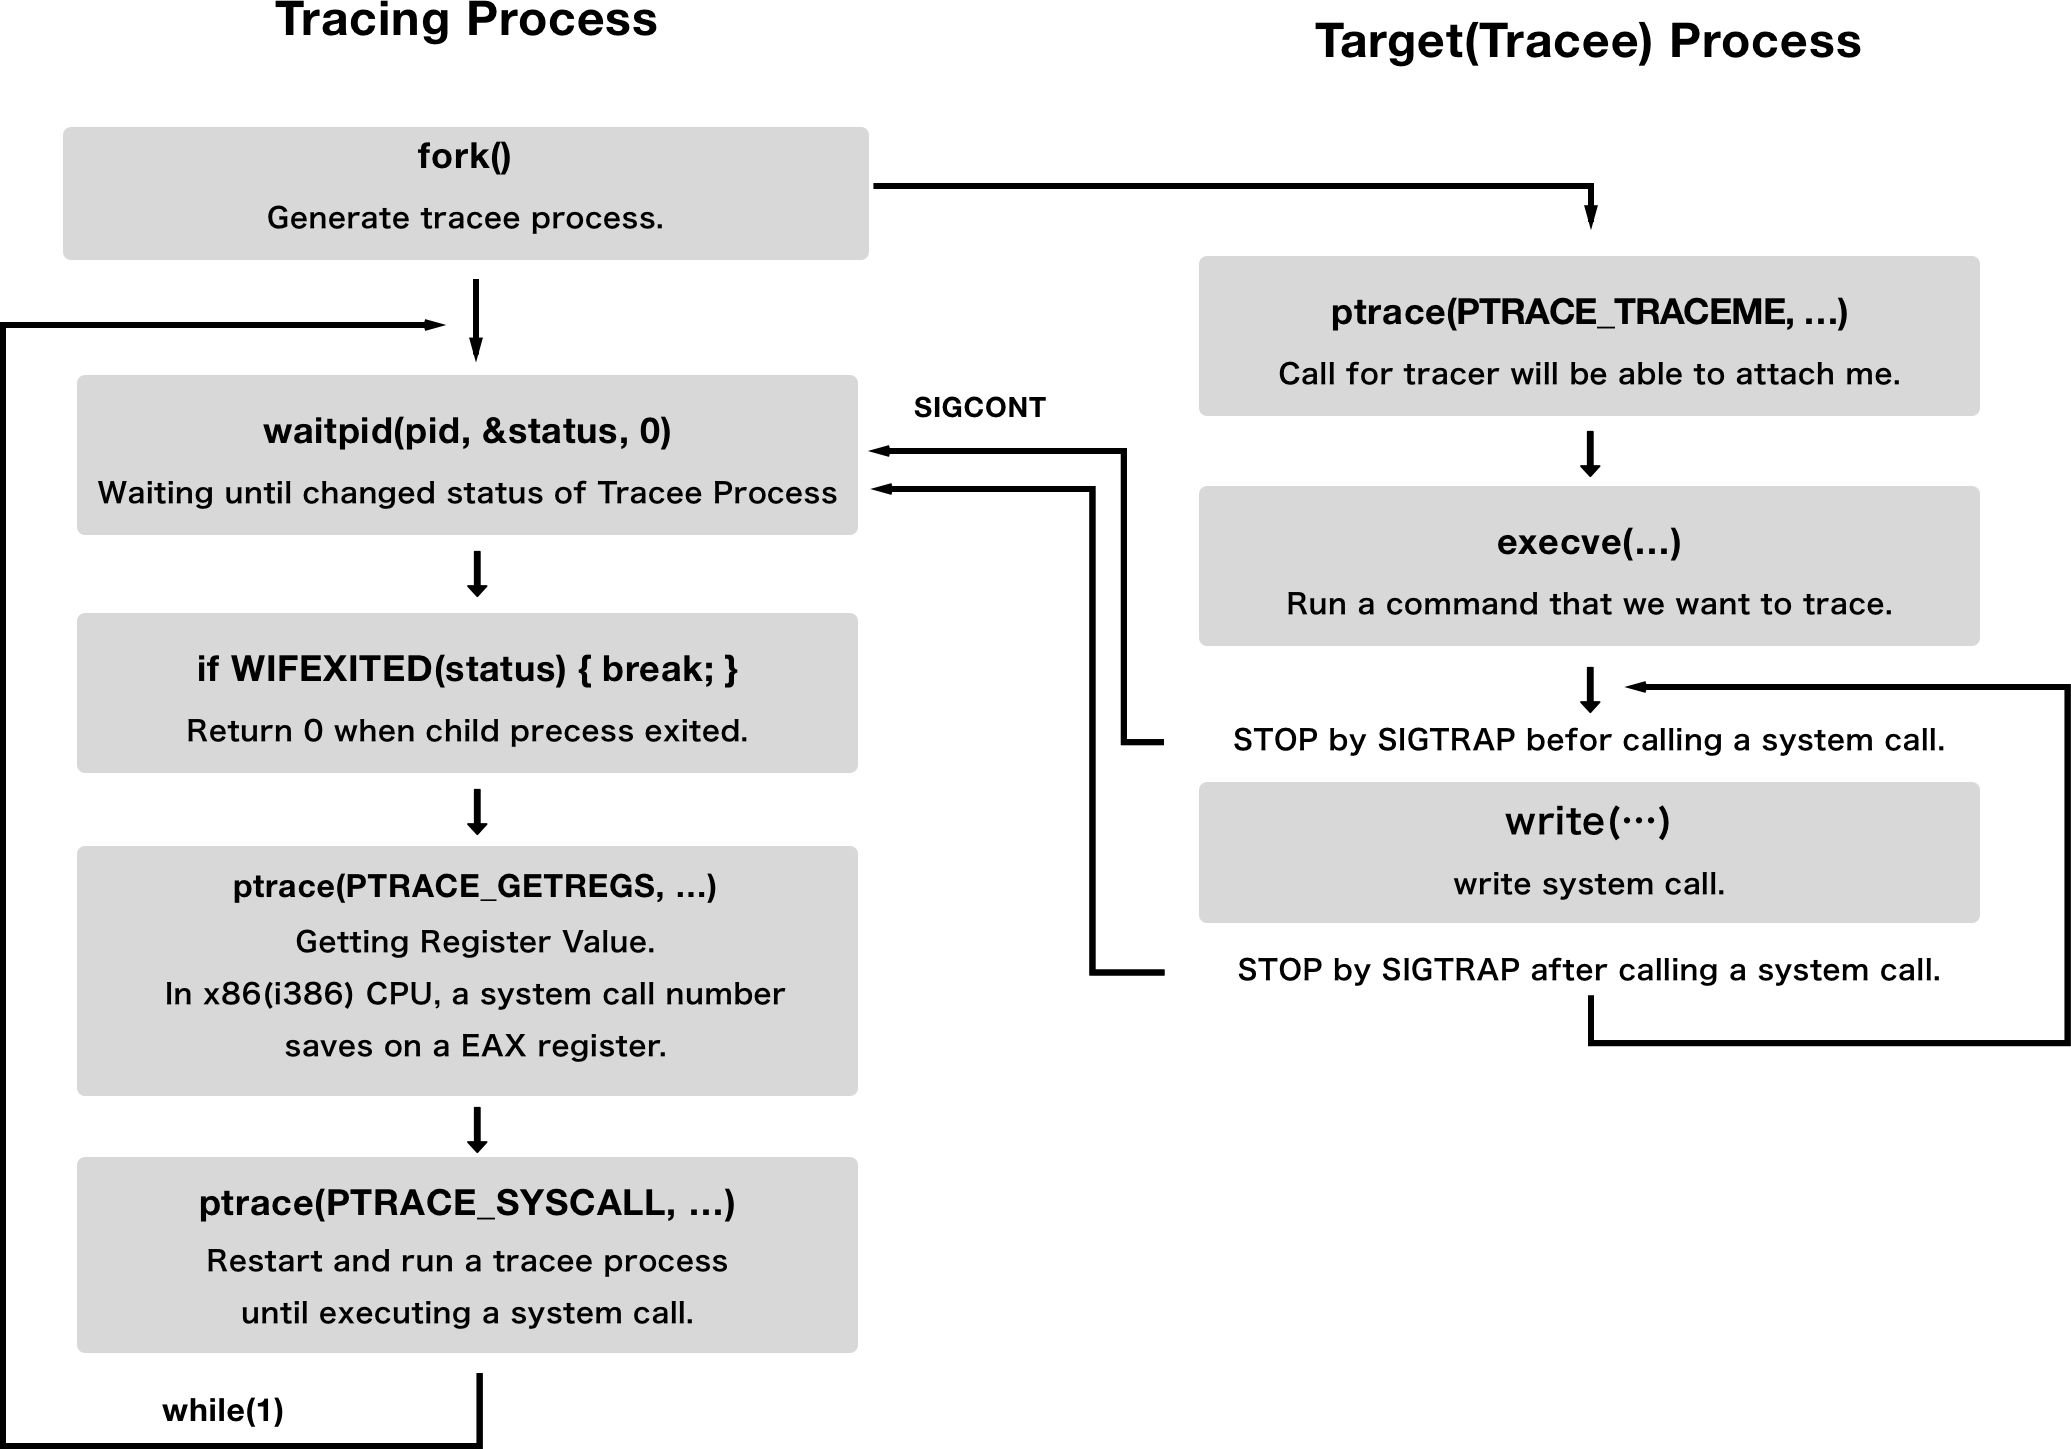 Tracing Process
fork()
Generate tracee process.
waitpid(pid, &status, 0)
Waiting until changed status of Tracee Process
if WIFEXITED(status) { break; }
Return 0 when child precess exited.
ptrace(PTRACE_GETREGS, ...)
Getting Register Value.
In x86(i386) CPU, a system call number
saves on a EAX register.
ptrace(PTRACE_SYSCALL, ...)
Restart and run a tracee process
until executing a system call.
while(1)
SIGCONT
Target(Tracee) Process
ptrace(PTRACE_TRACEME, ...)
Call for tracer will be able to attach me.
execve(...)
Run a command that we want to trace.
STOP by SIGTRAP befor calling a system call.
write(⋯)
write system call.
STOP by SIGTRAP after calling a system call.